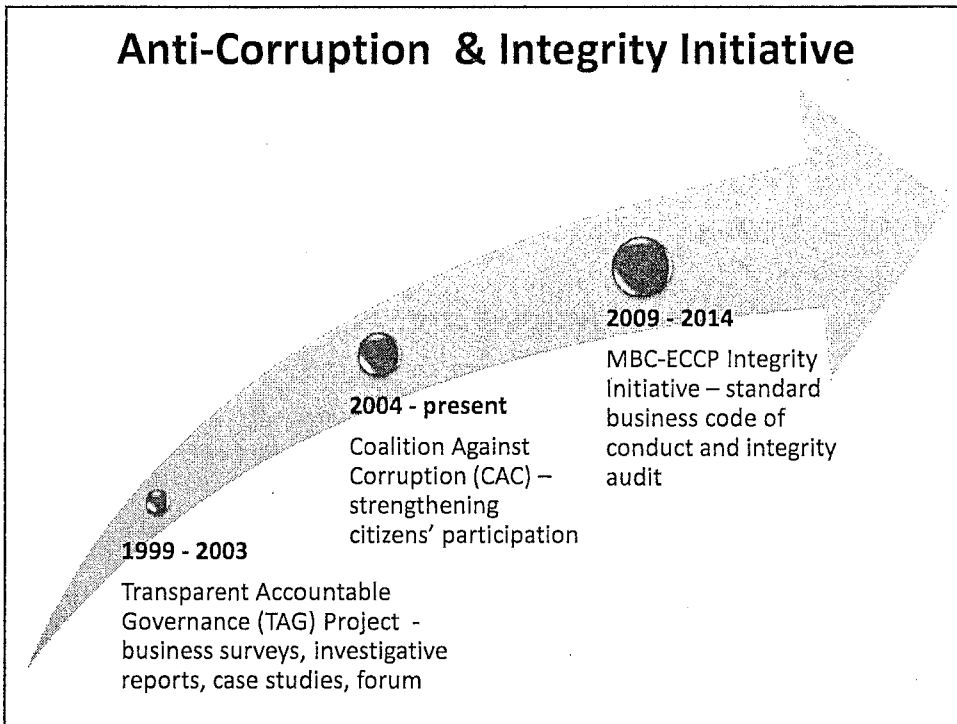 Anti-Corruption & Integrity Initiative
1999 - 2003
Transparent Accountable
Governance (TAG) Project -
business surveys, investigative
reports, case studies, forum
2004 - present
Coalition Against
Corruption (CAC) –
strengthening
citizens' participation
2009 - 2014
MBC-ECCP Integrity
Initiative – standard
business code of
conduct and integrity
audit